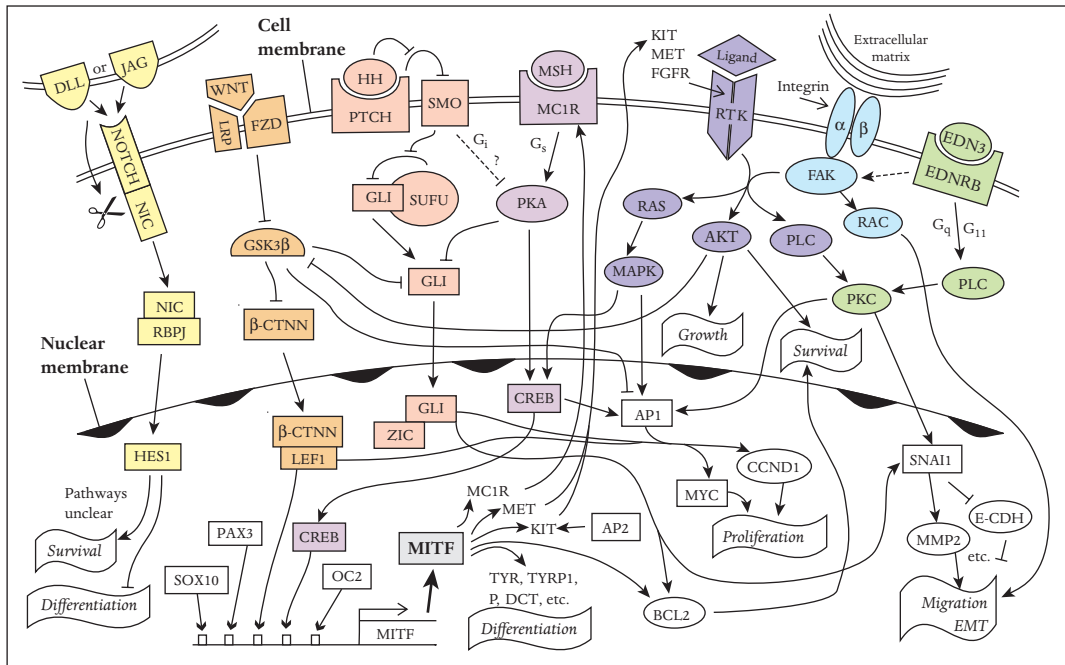 Cell
membrane
KIT
MET
FGFR
Ligand
RTK
Extracellular
matrix
Integrin
α
β
EDN3
EDNRB
DLL
or
JAG
NOTCH
NIC
WNT
LRP
FZD
HH
PTCH
SMO
MSH
MC1R
Gi
?
Gs
GLI
SUFU
PKA
RAS
FAK
RAC
Gq
G11
GSK3β
GLI
MAPK
AKT
PLC
PKC
PLC
NIC
RBPJ
β-CTNN
Growth
Survival
Nuclear
membrane
β-CTNN
LEF1
GLI
ZIC
CREB
AP1
HES1
CCND1
SNAI1
Pathways
unclear
MC1R
MET
KIT
AP2
MYC
E-CDH
MMP2
etc.
Survival
PAX3
CREB
MITF
Proliferation
SOX10
OC2
TYR, TYRP1,
P, DCT, etc.
Differentiation
Differentiation
MITF
BCL2
Migration
EMT